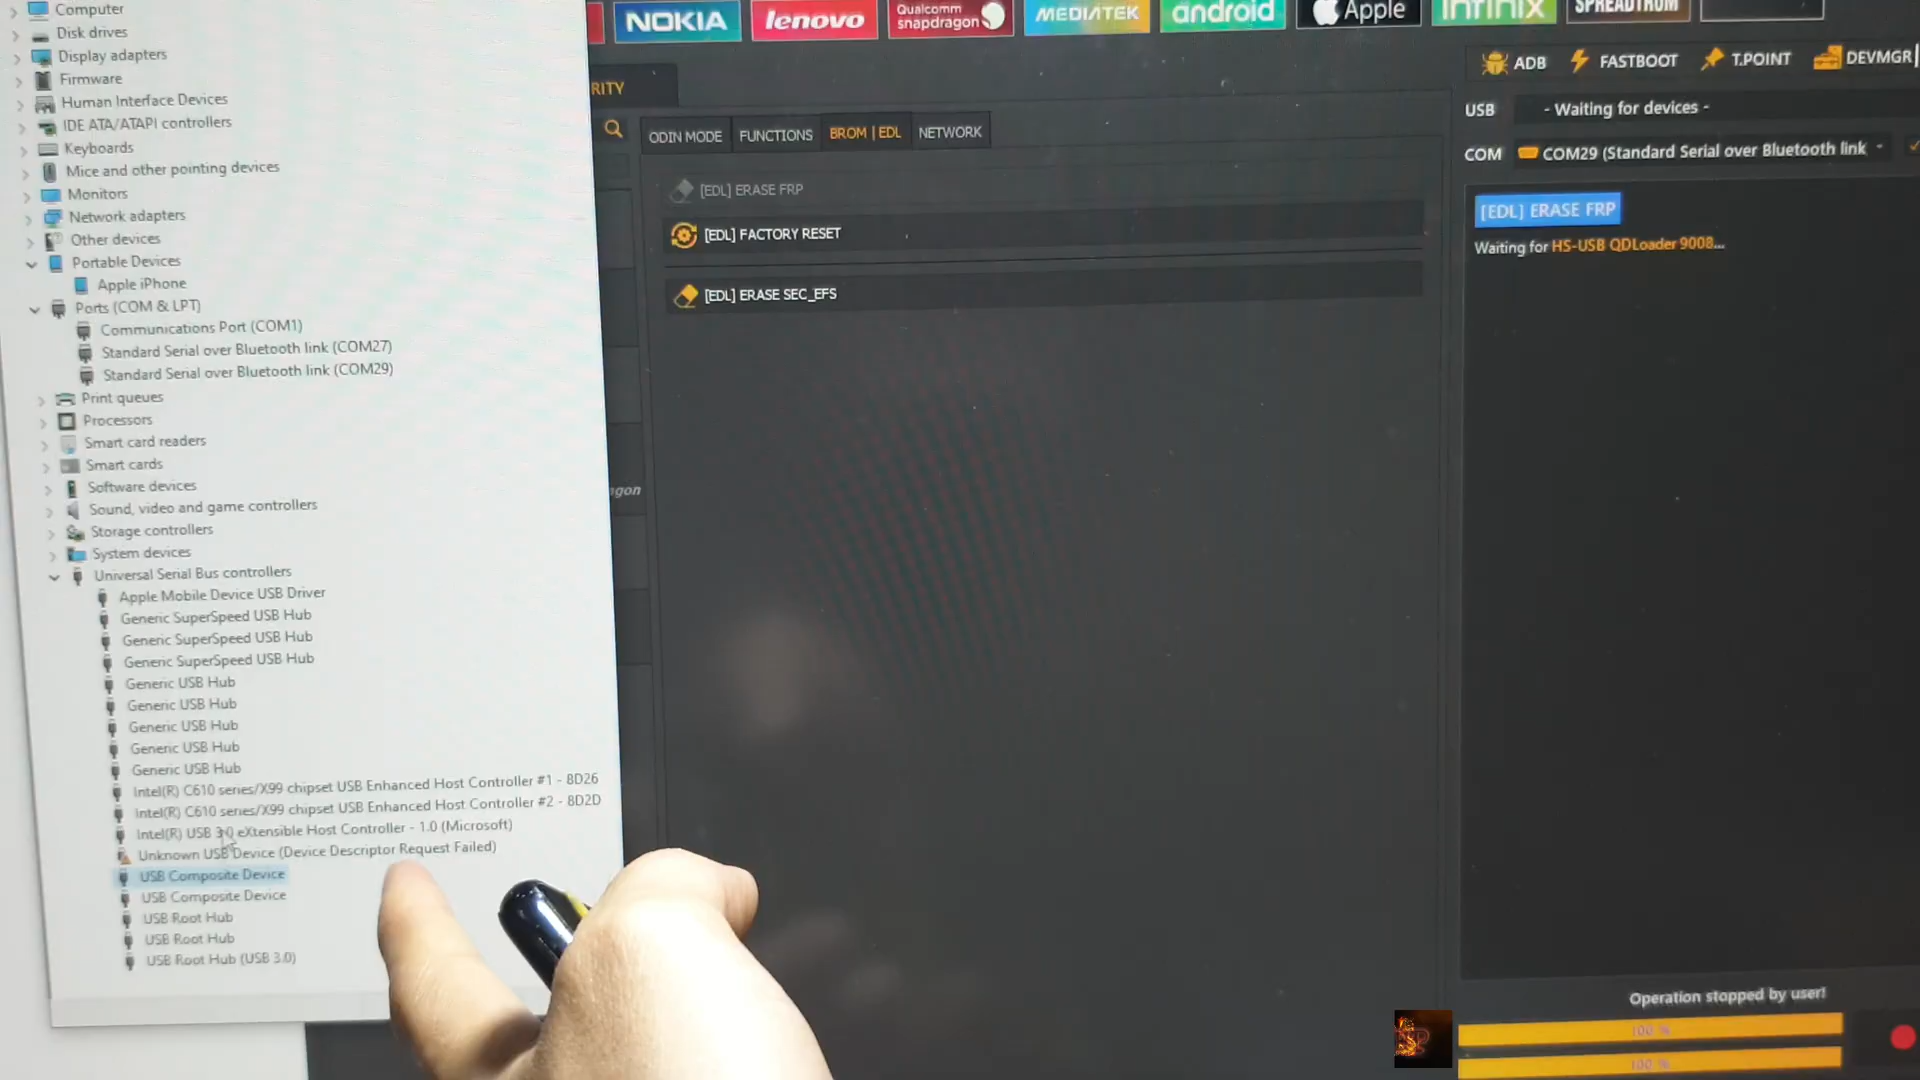 Computer
Disk drives
Display adapters
Firmware
Human Interface Devices
IDE ATA/ATAPI controllers
Keyboards
Mice and other pointing devices
Monitors
Network adapters
Other devices
Portable Devices
Apple iPhone
Ports (COM & LPT)
Communications Port (COM1)
Standard Serial over Bluetooth link (COM27)
Standard Serial over Bluetooth link (COM29)
Print queues
Processors
Smart card readers
Smart cards
Software devices
Sound, video and game controllers
Storage controllers
System devices
Universal Serial Bus controllers
Apple Mobile Device USB Driver
Generic SuperSpeed USB Hub
Generic SuperSpeed USB Hub
Generic SuperSpeed USB Hub
Generic USB Hub
Generic USB Hub
Generic USB Hub
Generic USB Hub
Generic USB Hub
Intel(R) C610 series/X99 chipset USB Enhanced Host Controller #1 - 8D26
Intel(R) C610 series/X99 chipset USB Enhanced Host Controller #2 - 8D2D
Intel(R) USB 3.0 eXtensible Host Controller - 1.0 (Microsoft)
Unknown USB Device (Device Descriptor Request Failed)
USB Composite Device
USB Composite Device
USB Root Hub
USB Root Hub
USB Root Hub (USB 3.0)
NOKIA
lenovo
Qualcomm
snapdragon
MEDIATEK
android
Apple
Infinix
SPREADTRUM
RITY
ODIN MODE
FUNCTIONS
BROM | EDL
NETWORK
[EDL] ERASE FRP
[EDL] FACTORY RESET
[EDL] ERASE SEC_EFS
gon
ADB
FASTBOOT
T.POINT
DEVMGR
USB
- Waiting for devices -
COM
COM29 (Standard Serial over Bluetooth link
[EDL] ERASE FRP
Waiting for HS-USB QDLoader 9008...
Operation stopped by user!
100 %
100 %